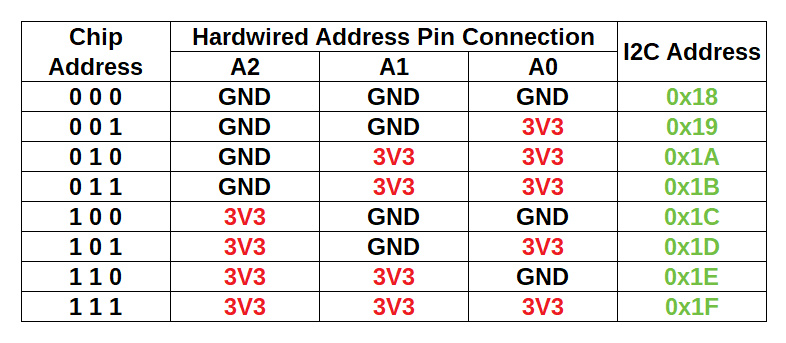 Chip Address Hardwired Address Pin Connection I2C Address
A2 A1 A0
0 0 0 GND GND GND 0x18
0 0 1 GND GND 3V3 0x19
0 1 0 GND 3V3 3V3 0x1A
0 1 1 GND 3V3 3V3 0x1B
1 0 0 3V3 GND GND 0x1C
1 0 1 3V3 GND 3V3 0x1D
1 1 0 3V3 3V3 GND 0x1E
1 1 1 3V3 3V3 3V3 0x1F